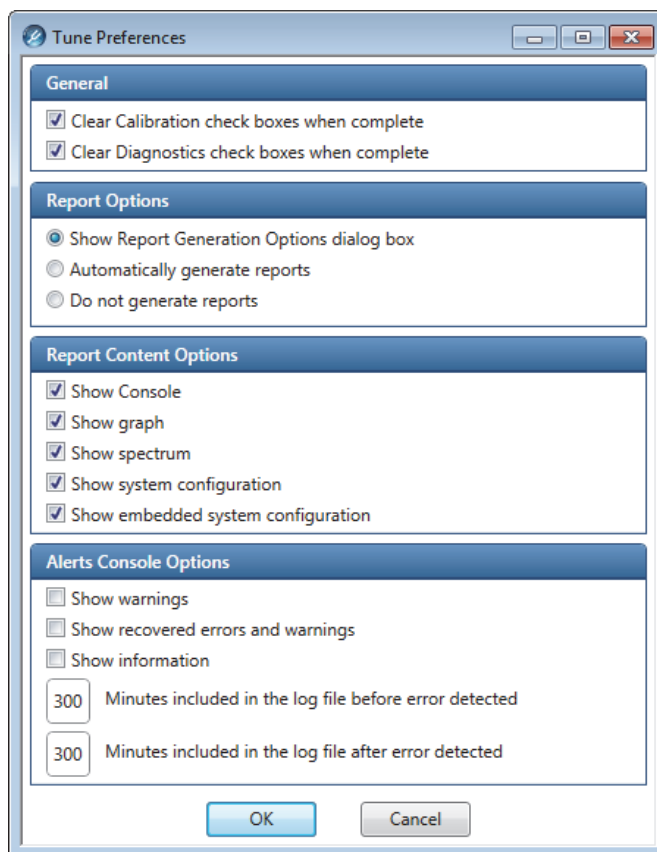 Tune Preferences
General
Clear Calibration check boxes when complete
Clear Diagnostics check boxes when complete
Report Options
Show Report Generation Options dialog box
Automatically generate reports
Do not generate reports
Report Content Options
Show Console
Show graph
Show spectrum
Show system configuration
Show embedded system configuration
Alerts Console Options
Show warnings
Show recovered errors and warnings
Show information
300 Minutes included in the log file before error detected
300 Minutes included in the log file after error detected
OK Cancel